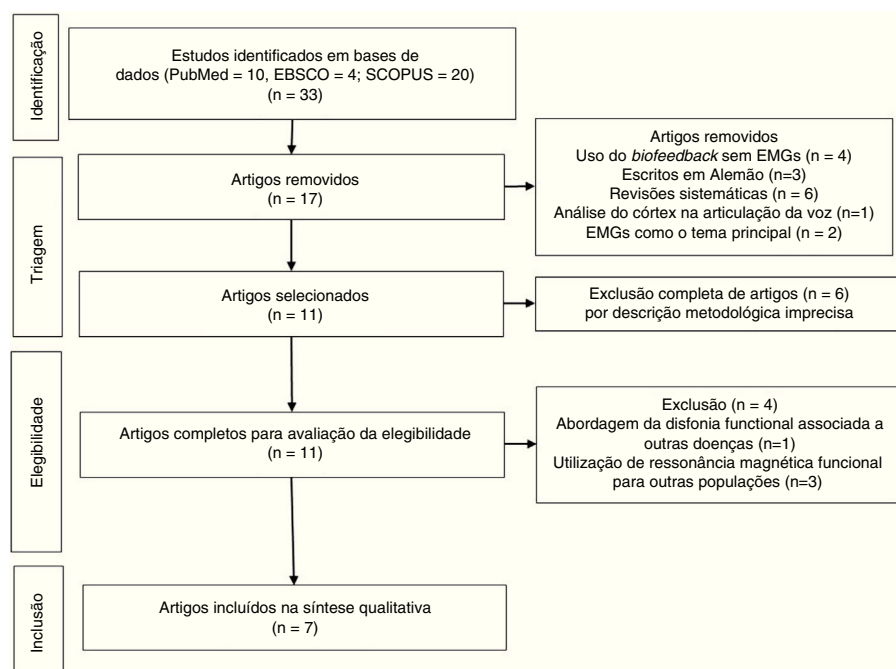 Identificação
Estudos identificados em bases de
dados (PubMed = 10, EBSCO = 4; SCOPUS = 20)
(n = 33)
Triagem
Artigos removidos
(n = 17)
Artigos removidos
Uso do biofeedback sem EMGs (n = 4)
Escritos em Alemão (n=3)
Revisões sistemáticas (n = 6)
Análise do córtex na articulação da voz (n=1)
EMGs como o tema principal (n = 2)
Artigos selecionados
(n = 11)
Exclusão completa de artigos (n = 6)
por descrição metodológica imprecisa
Elegibilidade
Artigos completos para avaliação da elegibilidade
(n = 11)
Exclusão (n = 4)
Abordagem da disfonia functional associada a
outras doenças (n=1)
Utilização de ressonância magnética functional
para outras populações (n=3)
Inclusão
Artigos incluídos na síntese qualitativa
(n = 7)